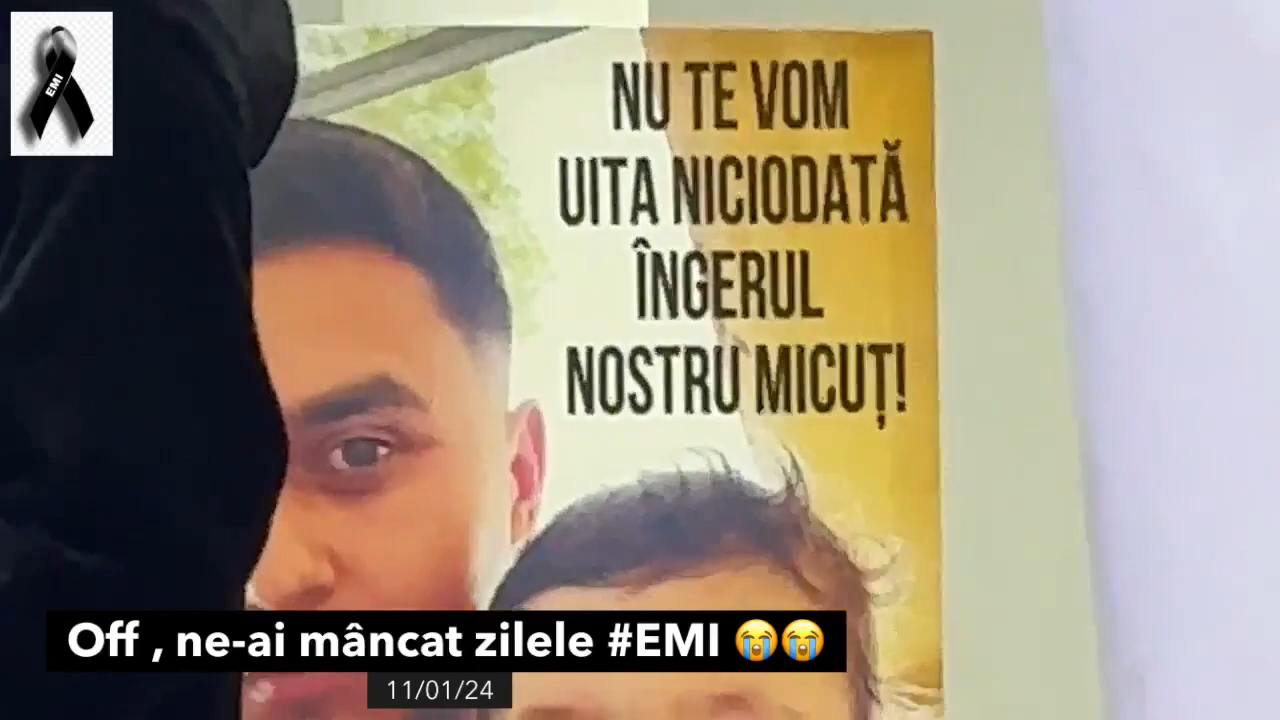 EMI
NU TE VOM
UITA NICIODATĂ
ÎNGERUL
NOSTRU MICUȚ!
Off , ne-ai mâncat zilele #EMI 😭😭
11/01/24